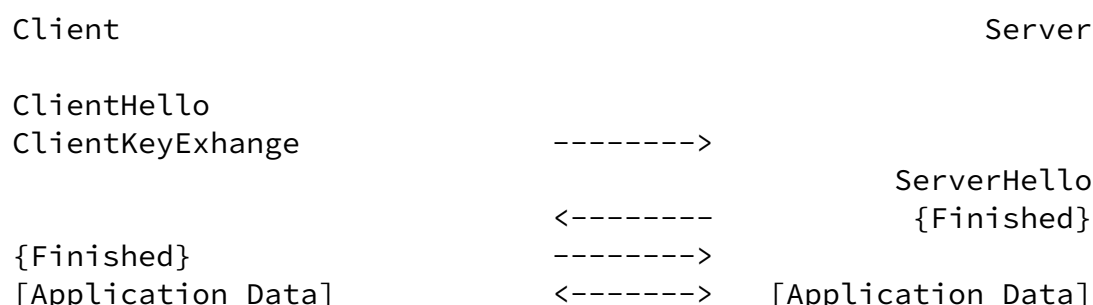 Client Server
ClientHello
ClientKeyExhange -------->
ServerHello
<-------- {Finished}
{Finished} -------->
[Application Data] <-------> [Application Data]